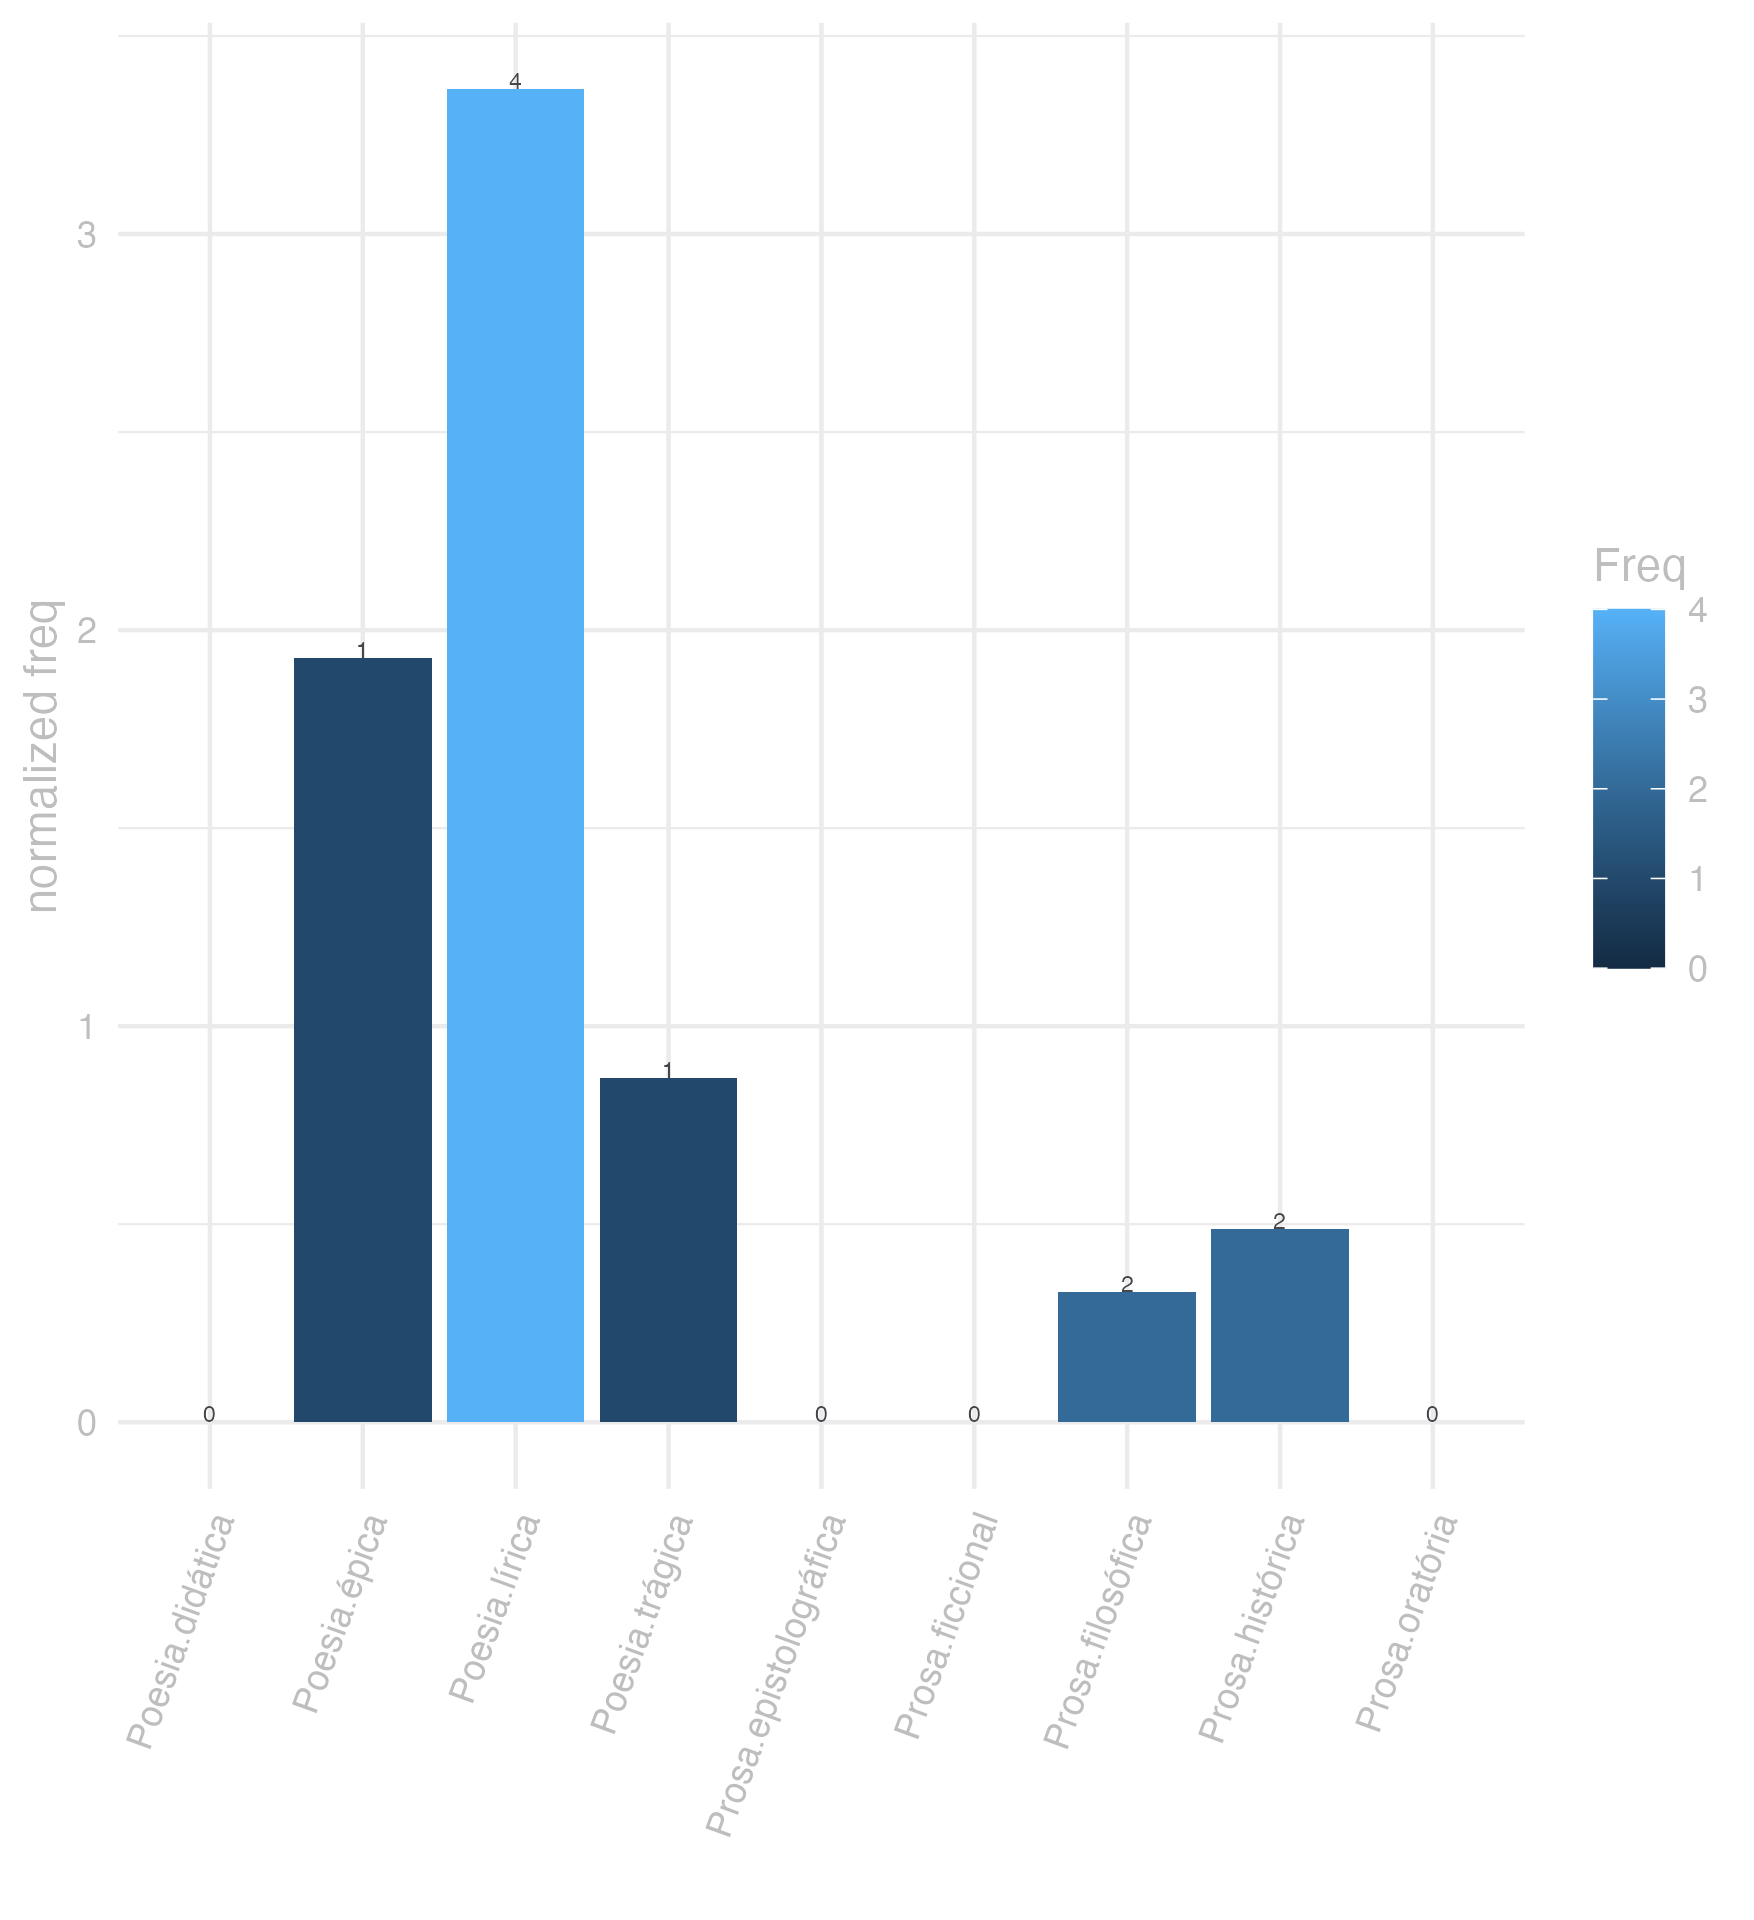 normalized freq
3
2
1
0
4
1
1
2
2
0
0
0
0
Poesia.didática
Poesia.épica
Poesia.lírica
Poesia.trágica
Prosa.epistolográfica
Prosa.ficcional
Prosa.filosófica
Prosa.histórica
Prosa.oratória
Freq
4
3
2
1
0